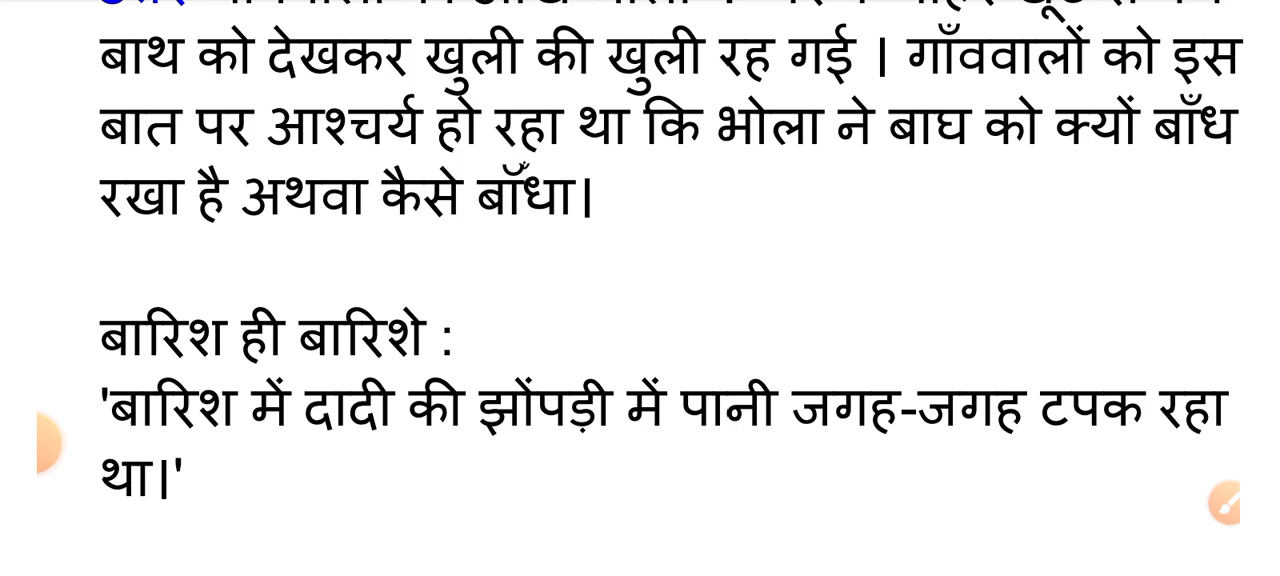 बाथ को देखकर खुली की खुली रह गई । गाँववालों को इस
बात पर आश्चर्य हो रहा था कि भोला ने बाघ को क्यों बाँध
रखा है अथवा कैसे बाँधा।
बारिश ही बारिशे :
'बारिश में दादी की झोंपड़ी में पानी जगह-जगह टपक रहा
था।'